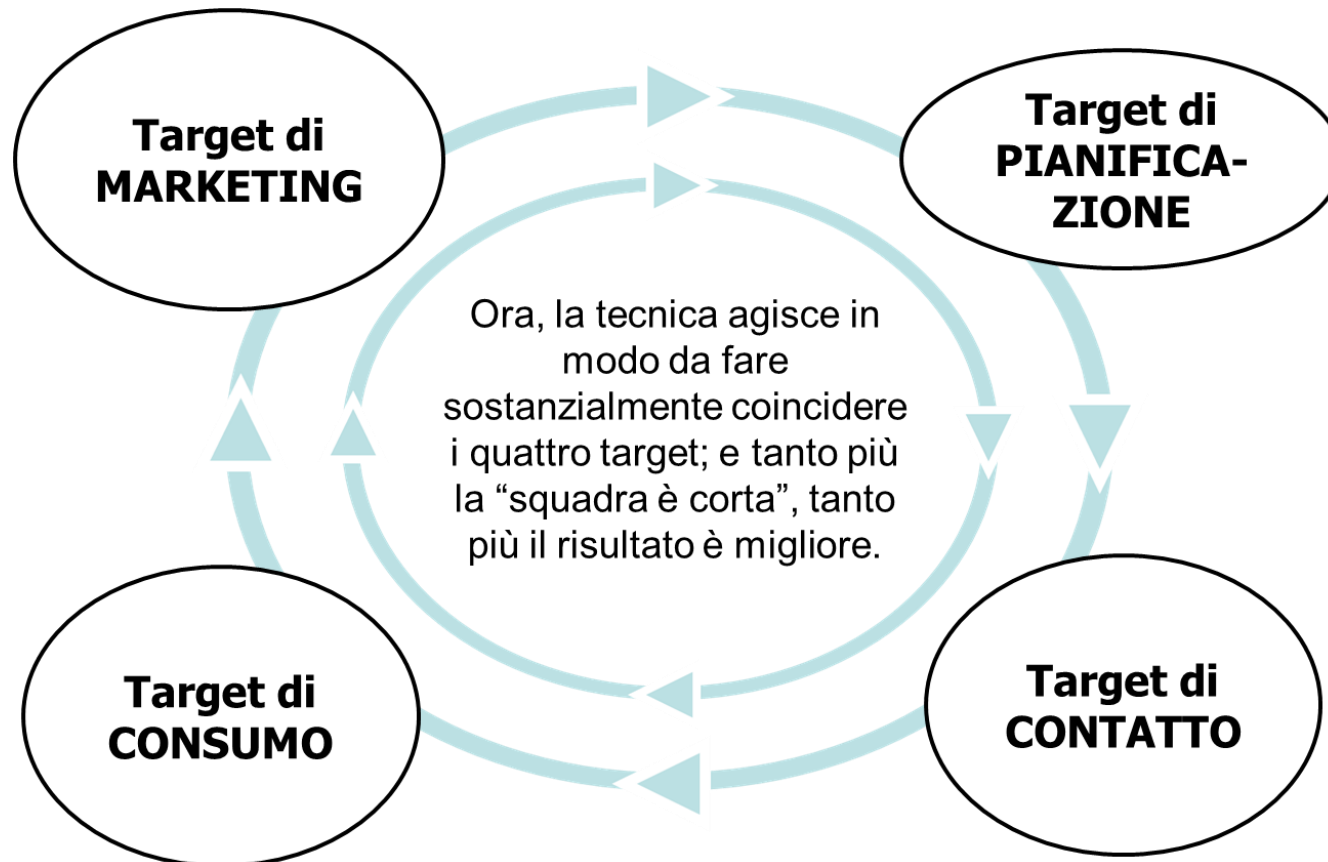 Target di
MARKETING
Target di
PIANIFICA-
ZIONE
Ora, la tecnica agisce in
modo da fare
sostanzialmente coincidere
i quattro target; e tanto più
la “squadra è corta”, tanto
più il risultato è migliore.
Target di
CONSUMO
Target di
CONTATTO